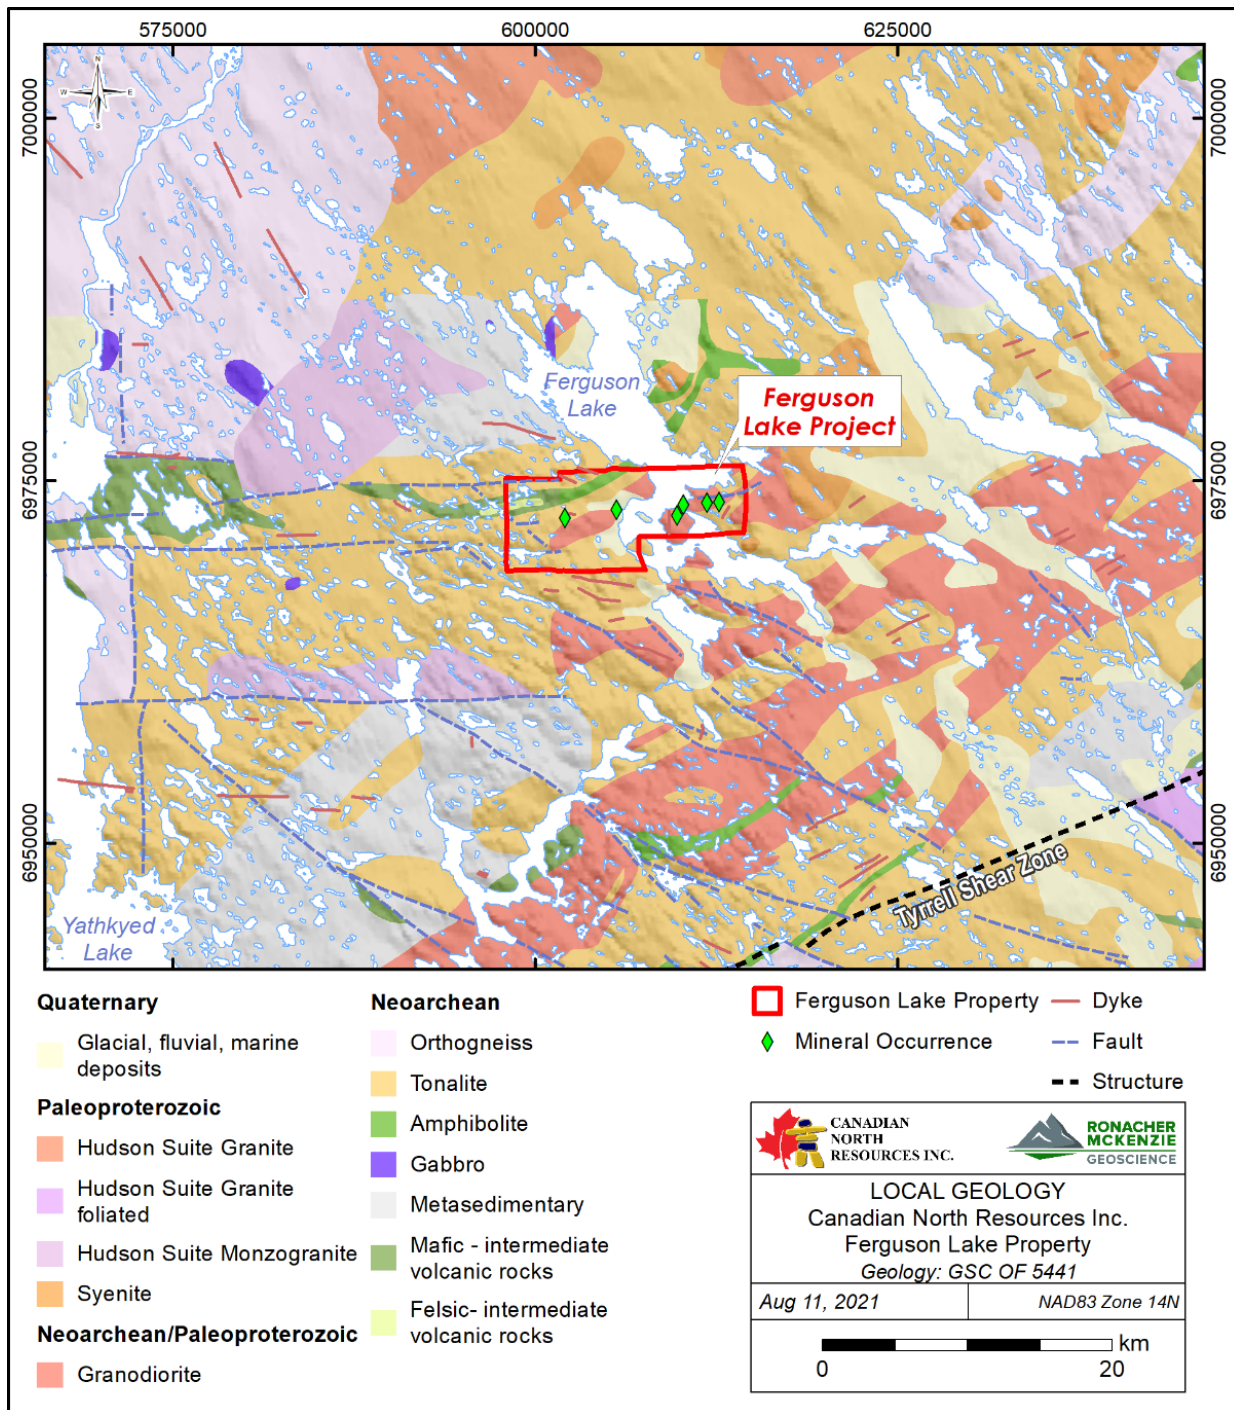 575000
600000
625000
N
W
E
S
7000000
7000000
Ferguson
Lake
Ferguson
Lake Project
6975000
6975000
6950000
6950000
Tyrrell Shear Zone
Yathkyed
Lake
Quaternary
Glacial, fluvial, marine
deposits
Paleoproterozoic
Hudson Suite Granite
Hudson Suite Granite
foliated
Hudson Suite Monzogranite
Syenite
Neoarchean/Paleoproterozoic
Granodiorite
Neoarchean
Orthogneiss
Tonalite
Amphibolite
Gabbro
Metasedimentary
Mafic - intermediate
volcanic rocks
Felsic- intermediate
volcanic rocks
Ferguson Lake Property
Mineral Occurrence
Dyke
Fault
Structure
CANADIAN
NORTH
RESOURCES INC.
RONACHER
MCKENZIE
GEOSCIENCE
LOCAL GEOLOGY
Canadian North Resources Inc.
Ferguson Lake Property
Geology: GSC OF 5441
Aug 11, 2021
NAD83 Zone 14N
km
0
20